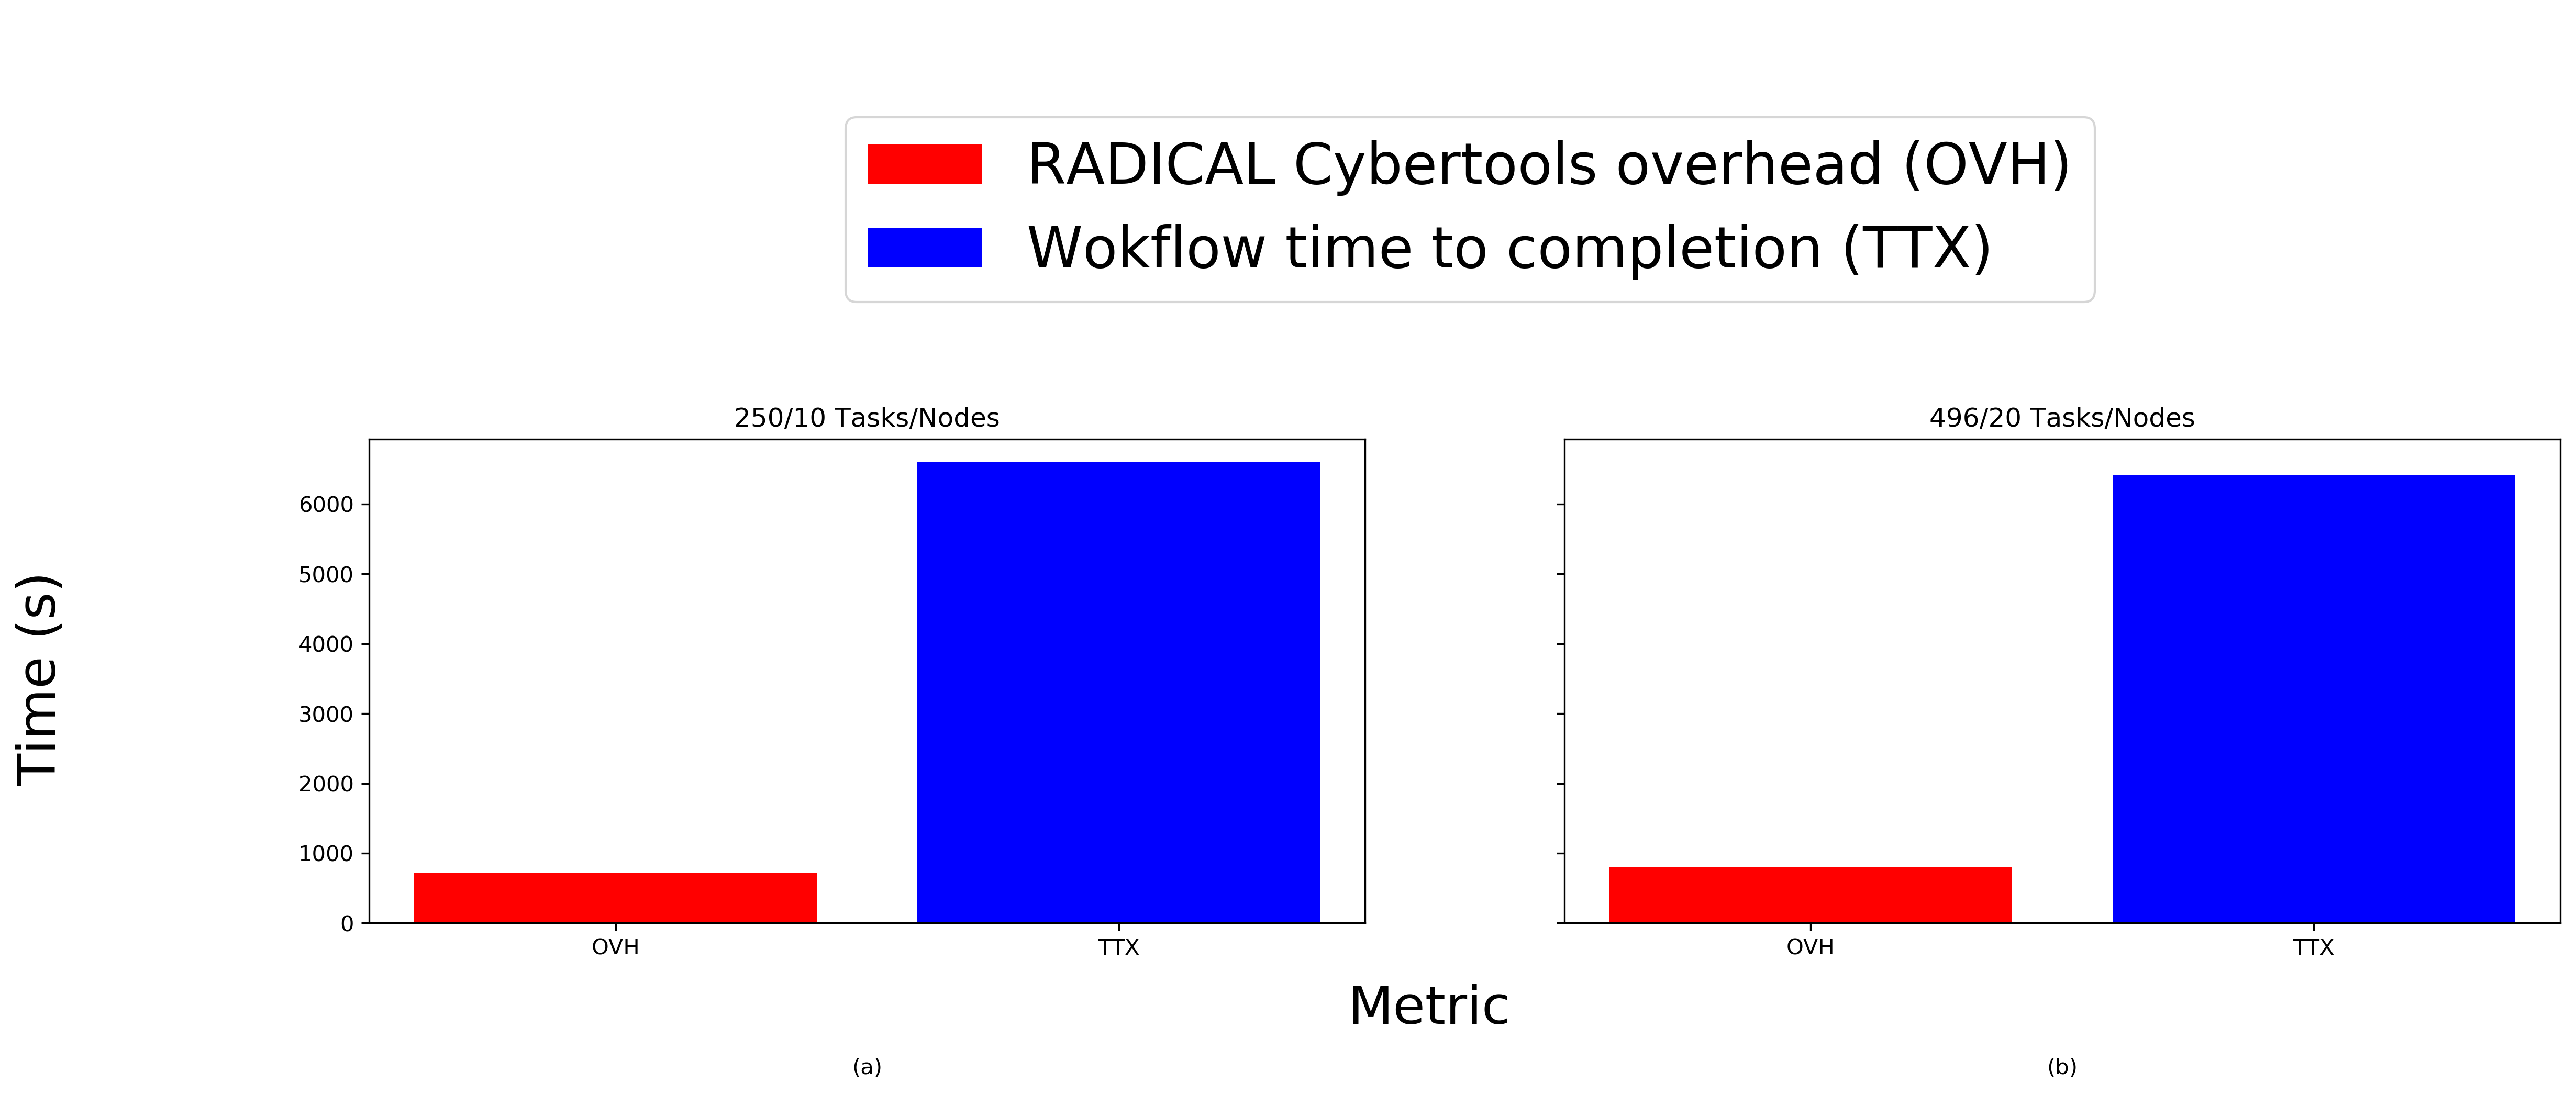 RADICAL Cybertools overhead (OVH)
Wokflow time to completion (TTX)
250/10 Tasks/Nodes
496/20 Tasks/Nodes
Time (s)
6000
5000
4000
3000
2000
1000
0
OVH
TTX
OVH
TTX
Metric
(a)
(b)